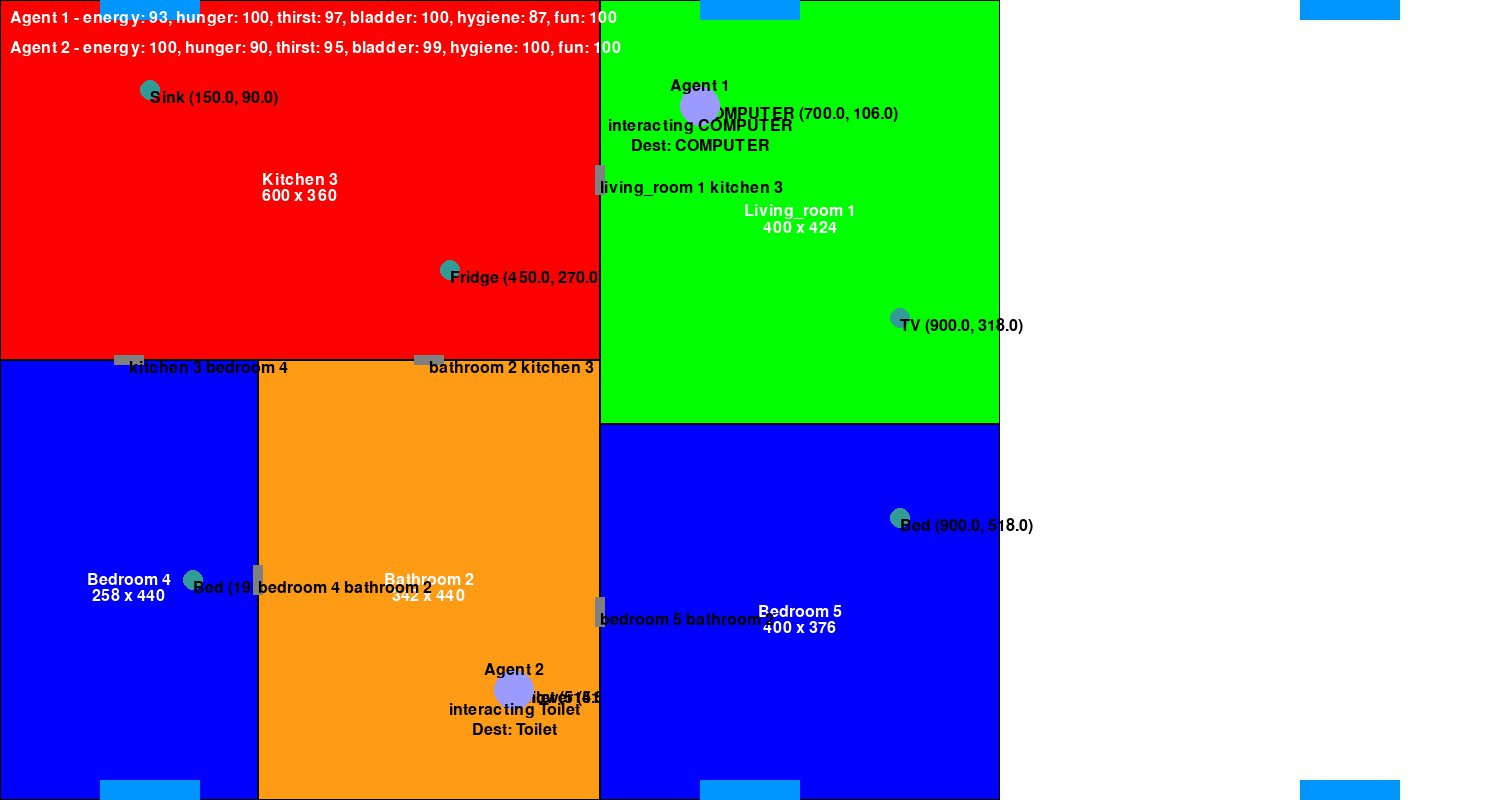 Agent 1 - energy: 93, hunger: 100, thirst: 97, bladder: 100, hygiene: 87, fun: 100
Agent 2 - energy: 100, hunger: 90, thirst: 95, bladder: 99, hygiene: 100, fun: 100
Agent 1
Sink (150.0, 90.0)
OMPUTER (700.0, 106.0)
interacting COMPUTER
Dest: COMPUTER
Kitchen 3
600 x 360
living_room 1 kitchen 3
Living_room 1
400 x 424
Fridge (450.0, 270.0
TV (900.0, 318.0)
kitchen 3 bedroom 4
bathroom 2 kitchen 3
Bed (900.0, 518.0)
Bedroom 4
258 x 440
Bed (19
bedroom 4 bathroom 2
Bathroom 2
342 x 440
bedroom 5 bathroom
Bedroom 5
400 x 376
Agent 2
interacting Toilet
Dest: Toilet